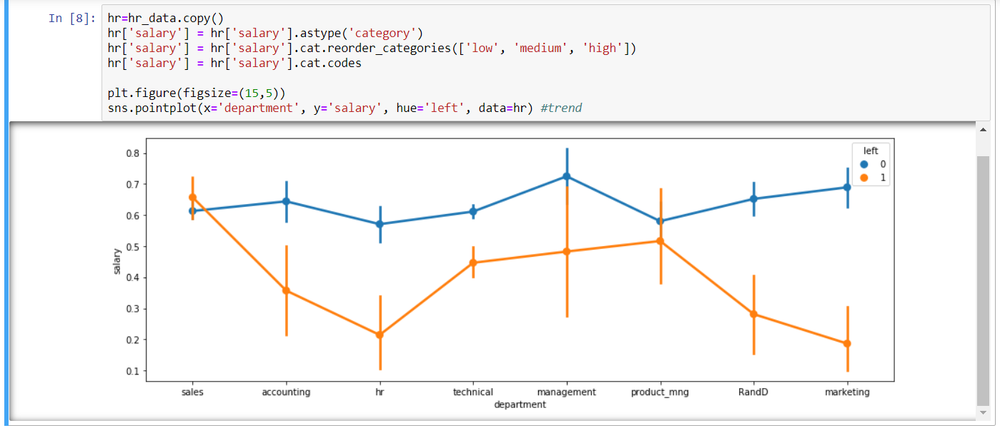 In [8]: hr=hr_data.copy()
hr['salary'] = hr['salary'].astype('category')
hr['salary'] = hr['salary'].cat.reorder_categories(['low', 'medium', 'high'])
hr['salary'] = hr['salary'].cat.codes
plt.figure(figsize=(15,5))
sns.pointplot(x='department', y='salary', hue='left', data=hr) #trend
left
0
1
0.8
0.7
0.6
0.5
0.4
0.3
0.2
0.1
salary
sales accounting hr technical management product_mng RandD marketing
department